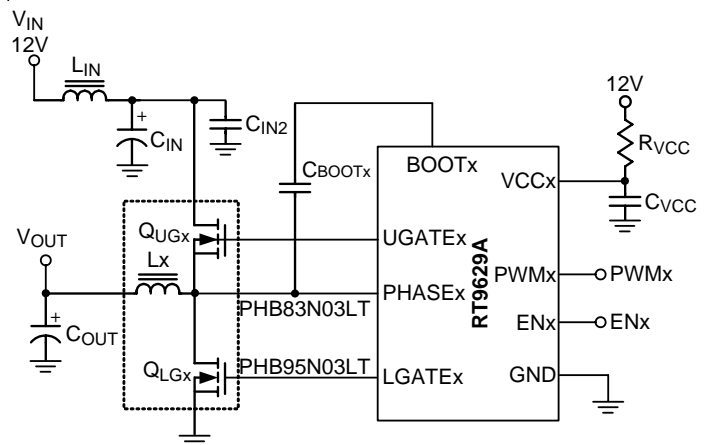 VIN
12V
LIN
CIN
CIN2
CBOOTx
BOOTx
12V
RVCC
VCCx
CVCC
VOUT
Lx
QUGx
UGATEx
PHASEx
RT9629A
PWMx
PWMx
PHB83N03LT
ENx
ENx
COUT
QLGx
PHB95N03LT
LGATEx
GND
+
+